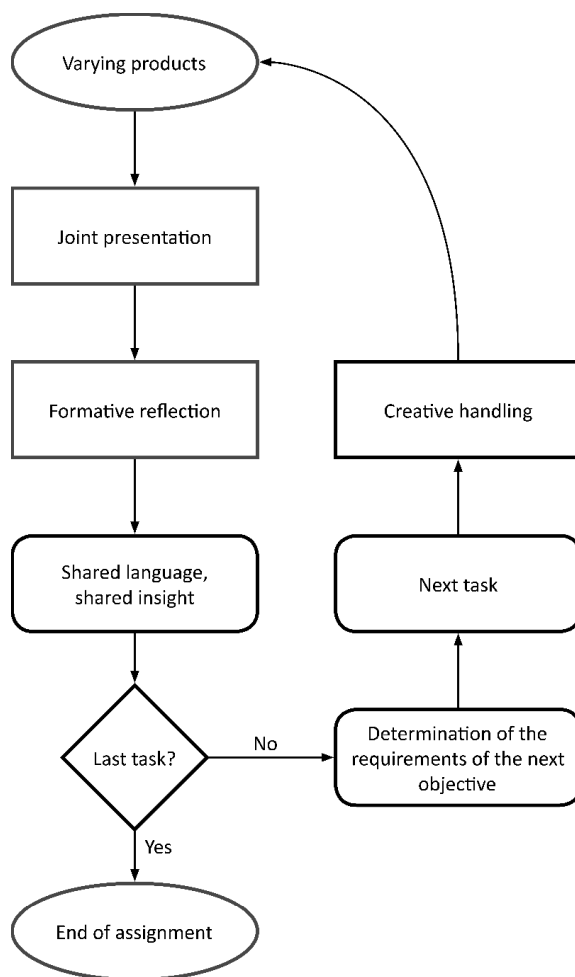 Varying products
Joint presentation
Formative reflection
Creative handling
Shared language,
shared insight
Next task
Last task?
No
Determination of the
requirements of the next
objective
Yes
End of assignment